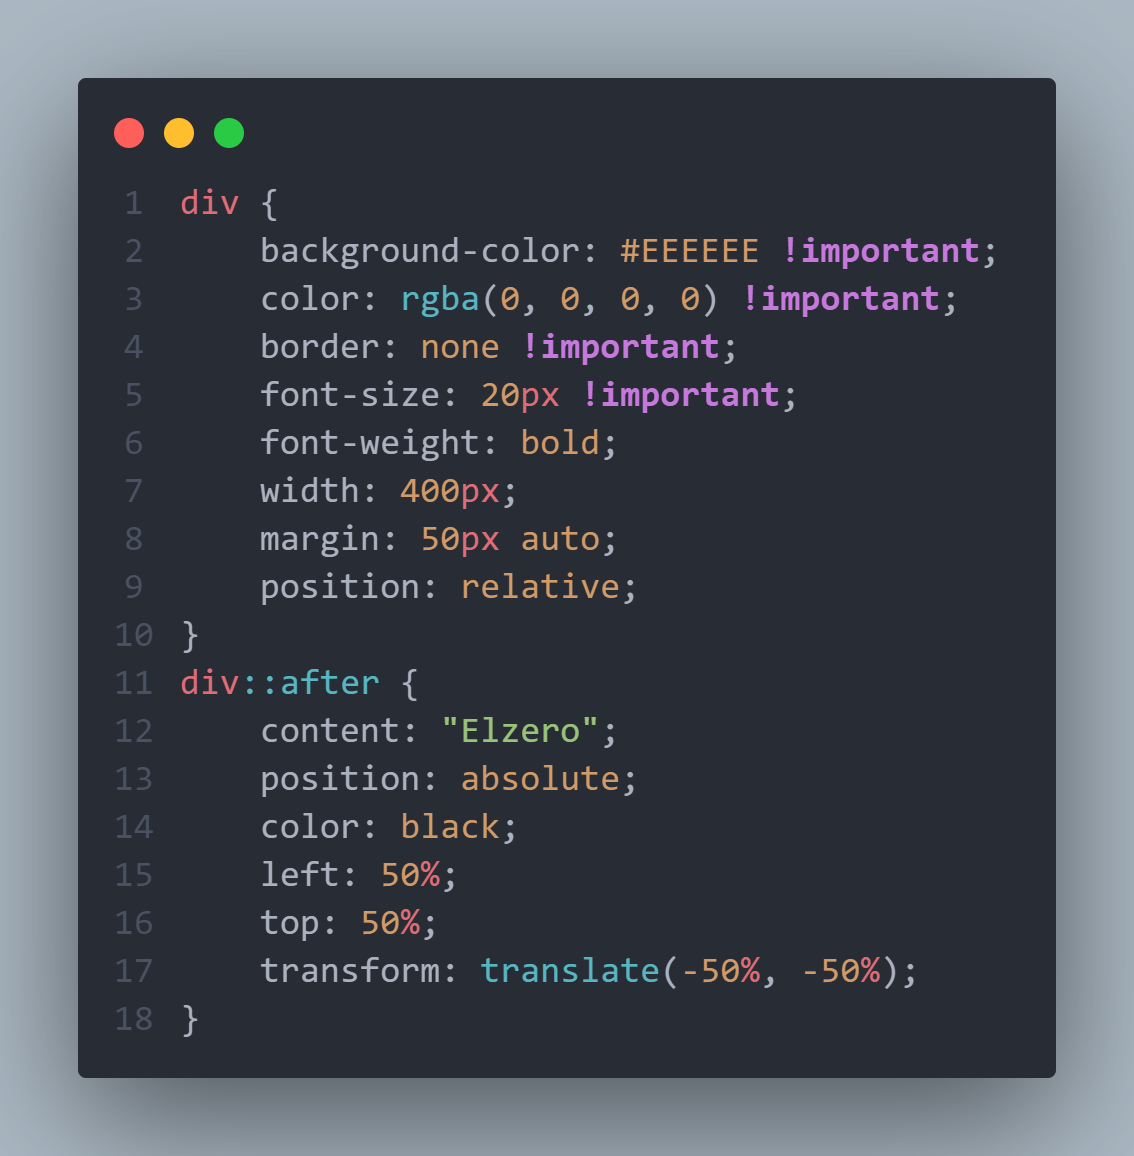 1 div {
2     background-color: #EEEEEE !important;
3     color: rgba(0, 0, 0, 0) !important;
4     border: none !important;
5     font-size: 20px !important;
6     font-weight: bold;
7     width: 400px;
8     margin: 50px auto;
9     position: relative;
10 }
11 div::after {
12     content: "Elzero";
13     position: absolute;
14     color: black;
15     left: 50%;
16     top: 50%;
17     transform: translate(-50%, -50%);
18 }